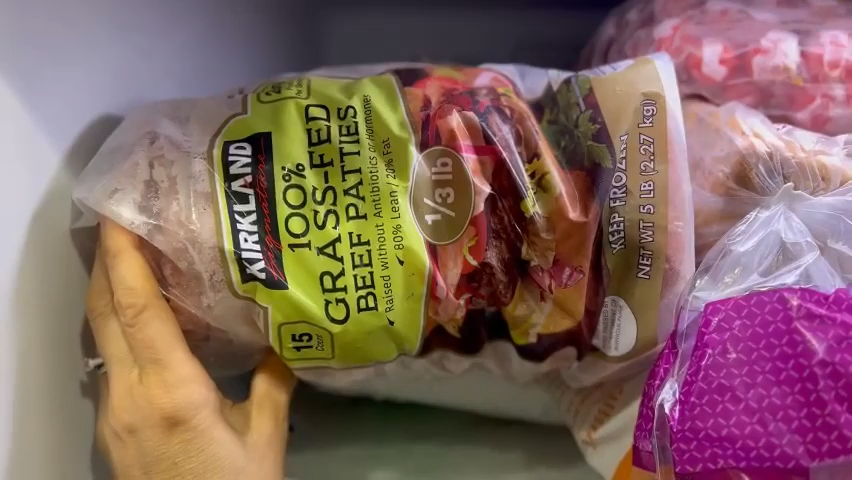 KIRKLAND
Signature
100%
GRASS-FED
BEEF PATTIES
Raised without Antibiotics or Hormones
✓ 80% Lean / 20% Fat
15
Count
1/3 lb
KEEP FROZEN
NET WT 5 LB (2.27 kg)